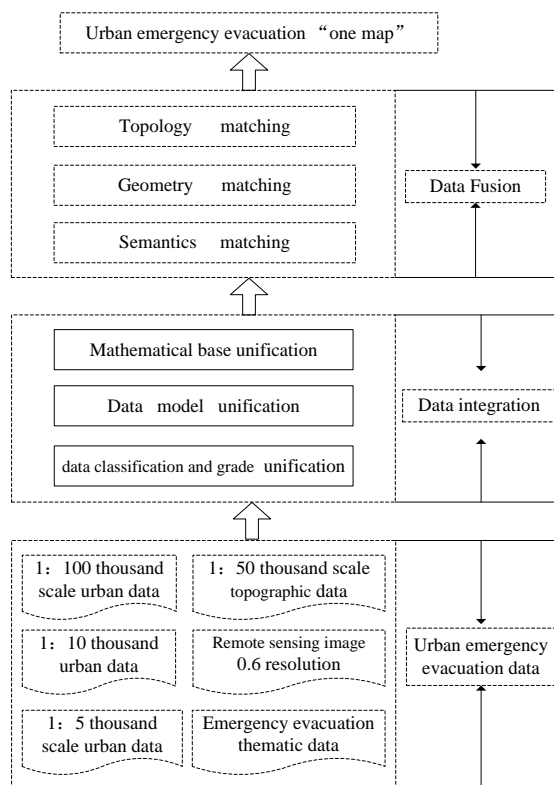 Urban emergency evacuation “one map”
Topology matching
Geometry matching
Semantics matching
Data Fusion
Mathematical base unification
Data model unification
data classification and grade unification
Data integration
1：100 thousand
scale urban data
1：50 thousand scale
topographic data
1：10 thousand
urban data
Remote sensing image
0.6 resolution
1：5 thousand
scale urban data
Emergency evacuation
thematic data
Urban emergency
evacuation data